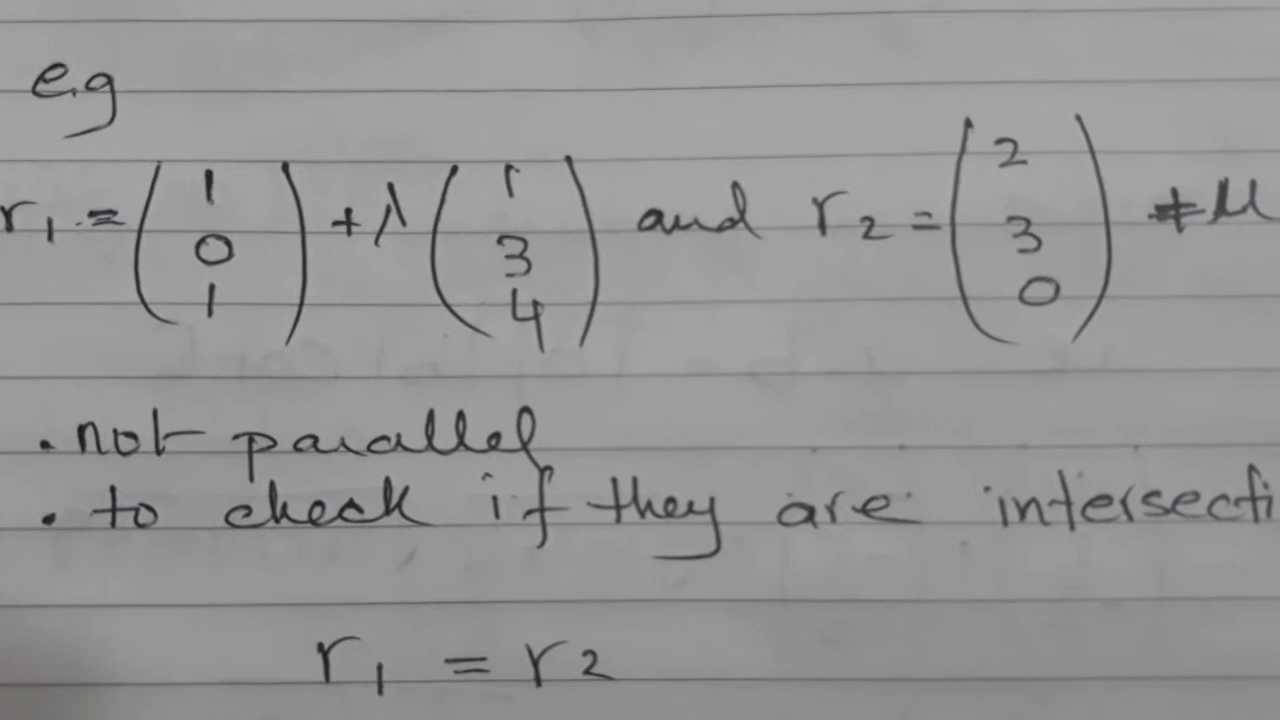 e.g
r₁ = (1 0 1) + λ (1 3 4) and r₂ = (2 3 0) + μ
. not parallel
. to check if they are intersecti
r₁ = r₂